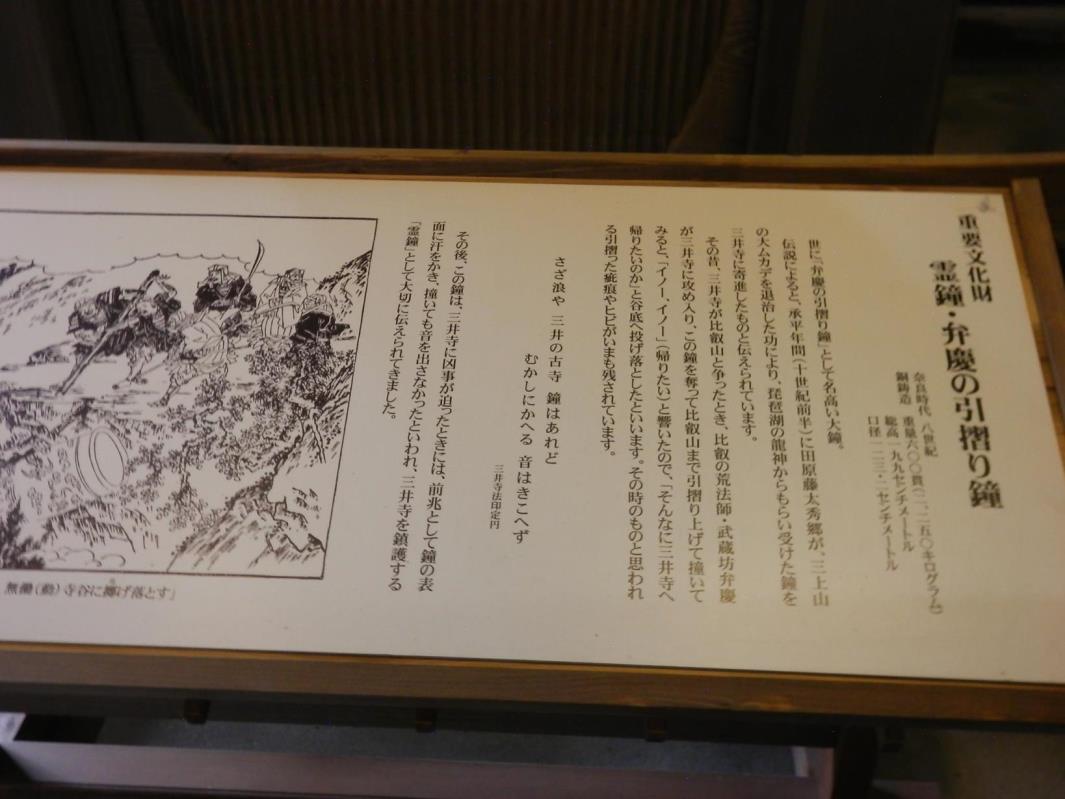 重要文化財
霊鐘・弁慶の引摺り鐘
奈良時代 八世紀
銅鋳造 重量六〇〇貫(二、二五〇キログラム)
総高一九九センチメートル
口径一二三・二センチメートル
世に「弁慶の引摺り鐘」として名高い大鐘。
伝説によると、承平年間(十世紀前半)に田原藤太秀郷が、三上山
の大ムカデを退治した功により、琵琶湖の龍神からもらい受けた鐘を
三井寺に寄進したものと伝えられています。
その昔、三井寺が比叡山と争ったとき、比叡の荒法師・武蔵坊弁慶
が三井寺に攻め入り、この鐘を奪って比叡山まで引摺り上げて撞いて
みると、「イノー、イノー」(帰りたい)と響いたので、「そんなに三井寺へ
帰りたいのか」と谷底へ投げ落としたといいます。その時のものと思われ
る引摺った疵痕やヒビがいまも残されています。
さざ浪や 三井の古寺 鐘はあれど
むかしにかへる 音はきこへず
三井寺法印定円
その後、この鐘は、三井寺に凶事が迫ったときには、前兆として鐘の表
面に汗をかき、撞いても音を出さなかったといわれ、三井寺を鎮護する
「霊鐘」として大切に伝えられてきました。
無働(動)寺谷に擲げ落とす」